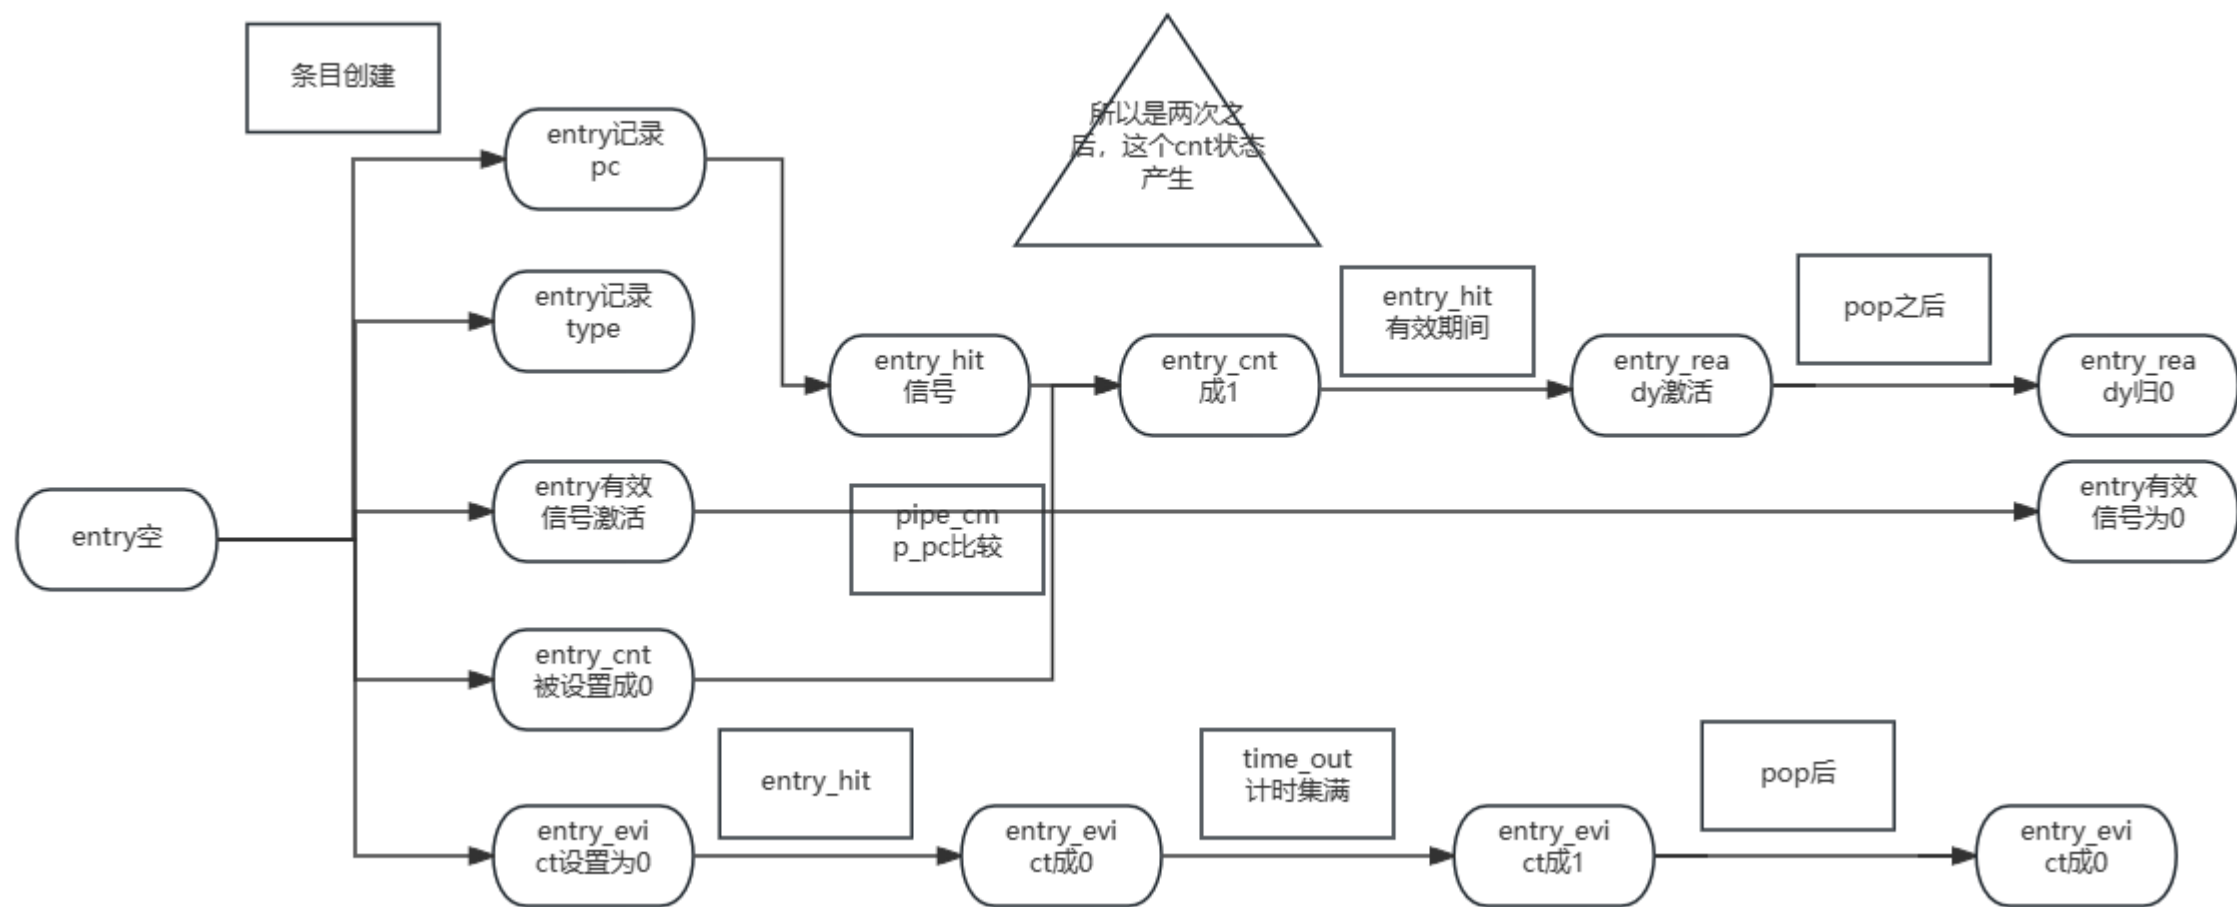 条目创建
所以是两次之
后，这个cnt状态
产生
entry记录
pc
entry记录
type
entry_hit
有效期间
pop之后
entry_hit
信号
entry_cnt
成1
entry_rea
dy激活
entry_rea
dy归0
entry空
entry有效
信号激活
pipe_cm
p_pc比较
entry有效
信号为0
entry_cnt
被设置成0
entry_hit
time_out
计时集满
pop后
entry_evi
ct设置为0
entry_evi
ct成0
entry_evi
ct成1
entry_evi
ct成0